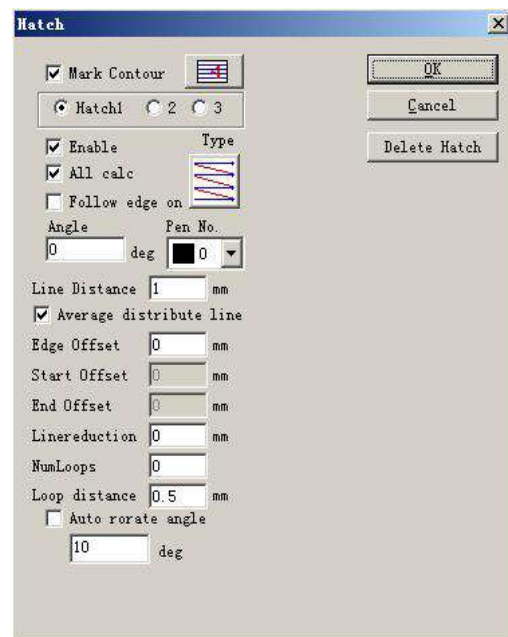 Hatch
Mark Contour
OK
Hatch1 2 3
Cancel
Enable Type
Delete Hatch
All calc
Follow edge on
Angle Pen No.
0 deg 0
Line Distance 1 mm
Average distribute line
Edge Offset 0 mm
Start Offset 0 mm
End Offset 0 mm
Linereduction 0 mm
NumLoops 0
Loop distance 0.5 mm
Auto rorate angle
10 deg